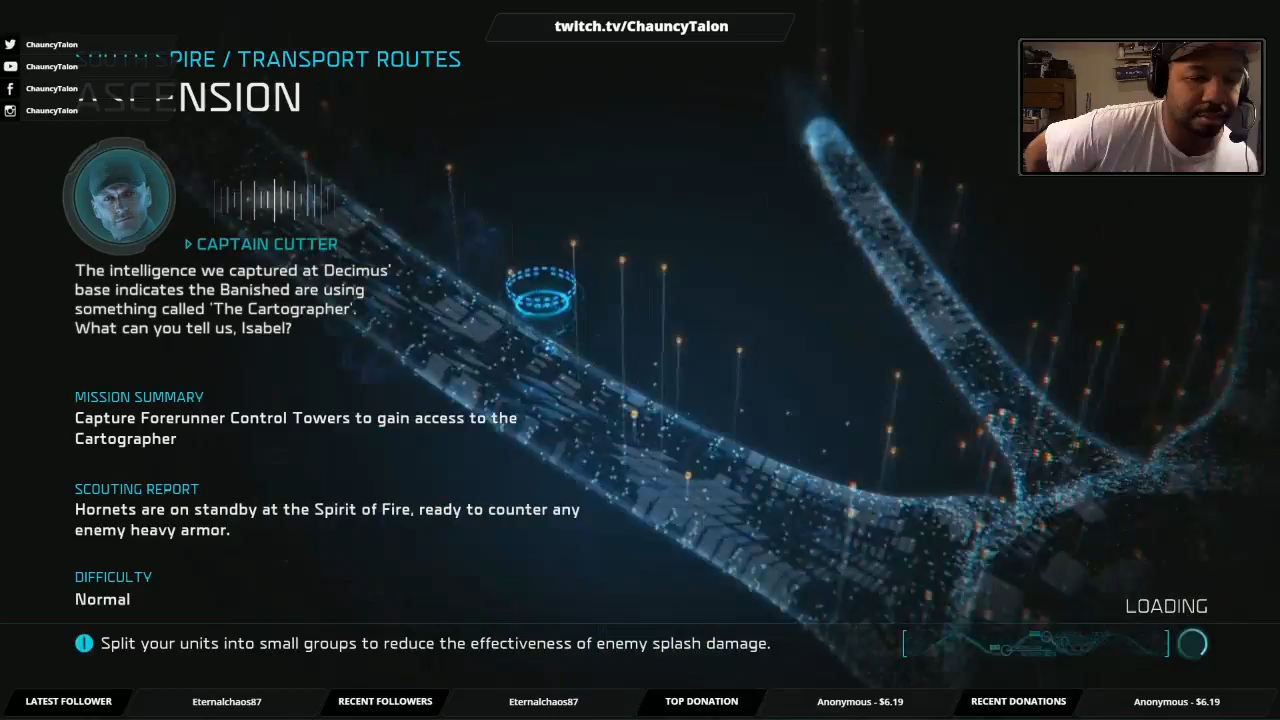 twitch.tv/ChauncyTalon
ChauncyTalon
ChauncyTalon
ChauncyTalon
ChauncyTalon
SOUTH SPIRE / TRANSPORT ROUTES
ASCENSION
CAPTAIN CUTTER
The intelligence we captured at Decimus'
base indicates the Banished are using
something called 'The Cartographer'.
What can you tell us, Isabel?
MISSION SUMMARY
Capture Forerunner Control Towers to gain access to the
Cartographer
SCOUTING REPORT
Hornets are on standby at the Spirit of Fire, ready to counter any
enemy heavy armor.
DIFFICULTY
Normal
LOADING
Split your units into small groups to reduce the effectiveness of enemy splash damage.
LATEST FOLLOWER Eternalchaos87 RECENT FOLLOWERS Eternalchaos87 TOP DONATION Anonymous - $6.19 RECENT DONATIONS Anonymous - $6.19